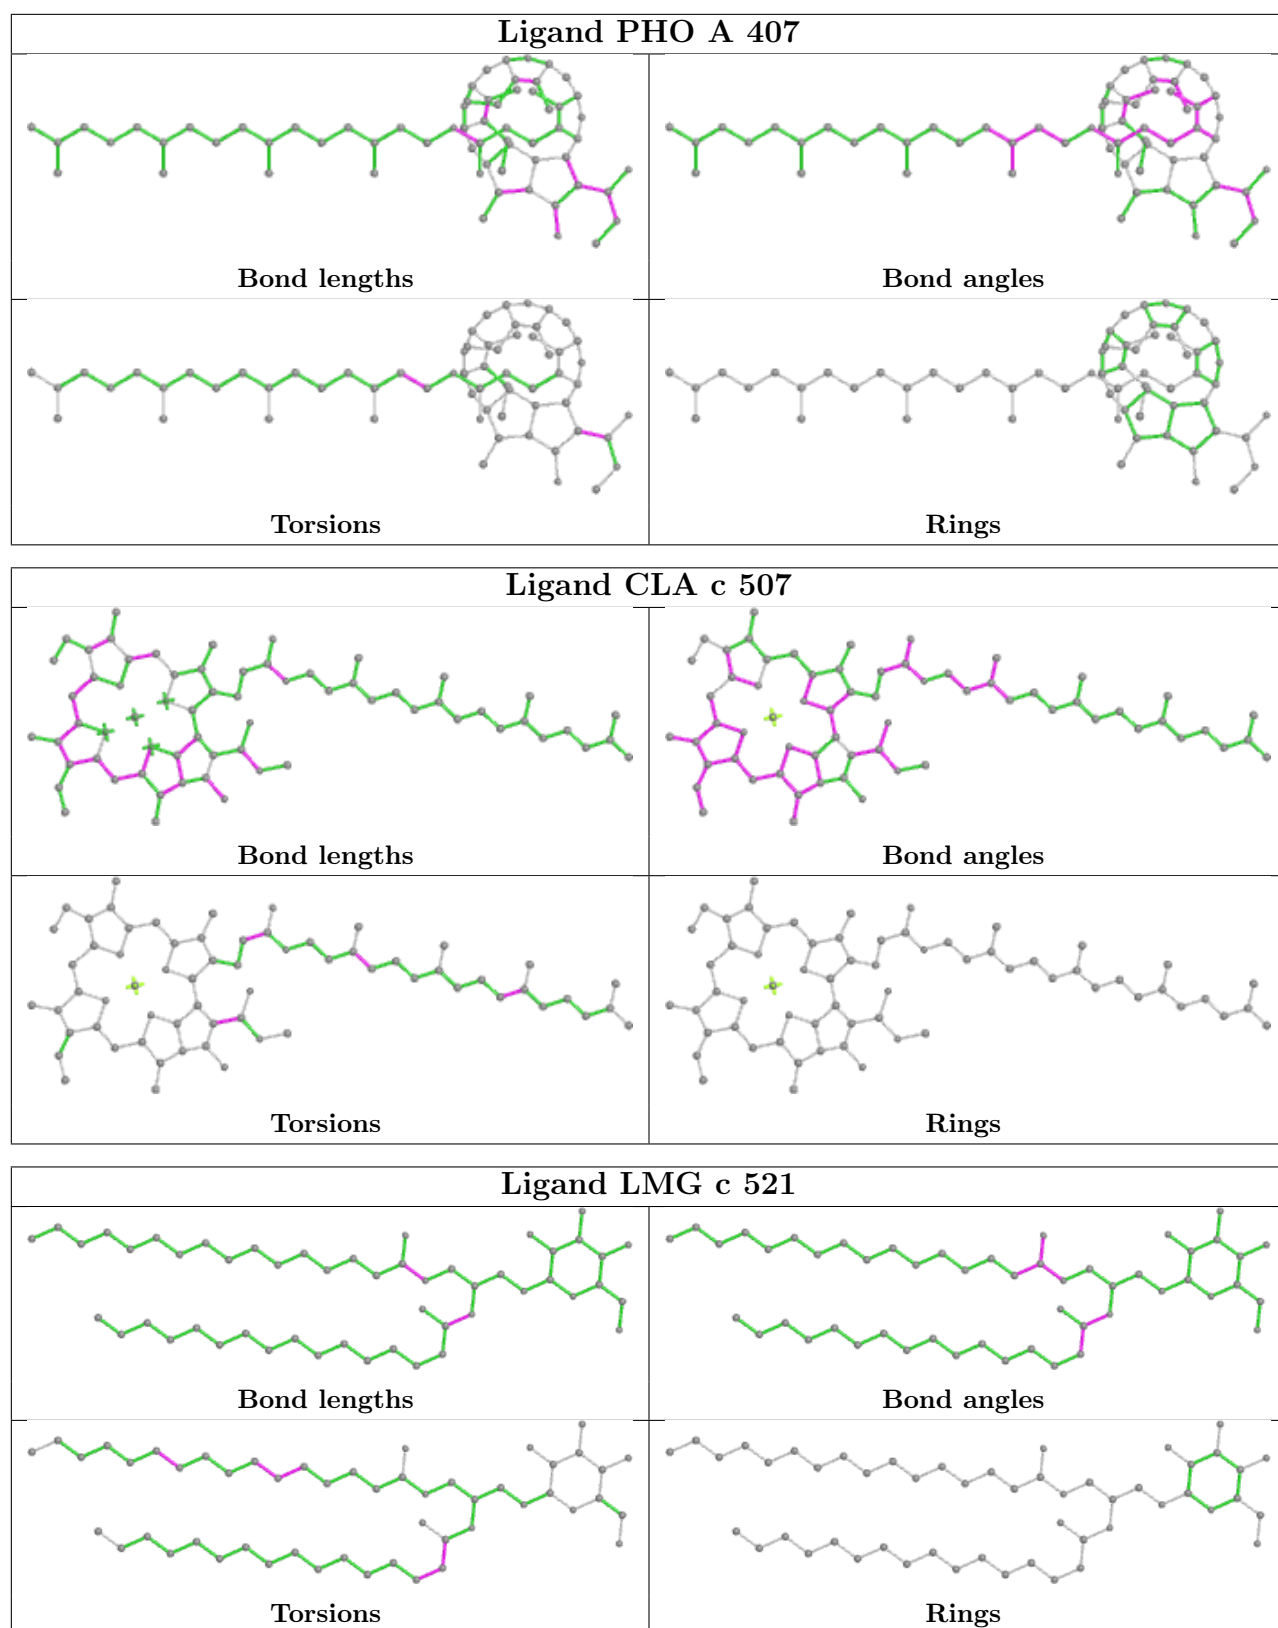 Ligand PHO A 407
Bond lengths
Bond angles
Torsions
Rings
Ligand CLA c 507
Bond lengths
Bond angles
Torsions
Rings
Ligand LMG c 521
Bond lengths
Bond angles
Torsions
Rings